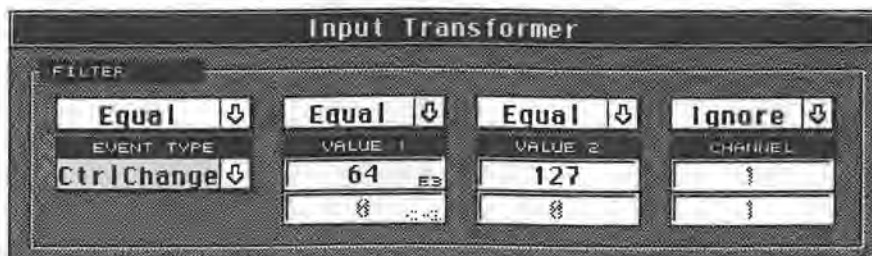 Input Transformer
FILTER
Equal Equal Equal Ignore
EVENT TYPE VALUE 1 VALUE 2 CHANNEL
CtrlChange 64 E3 127 1
0 0 1